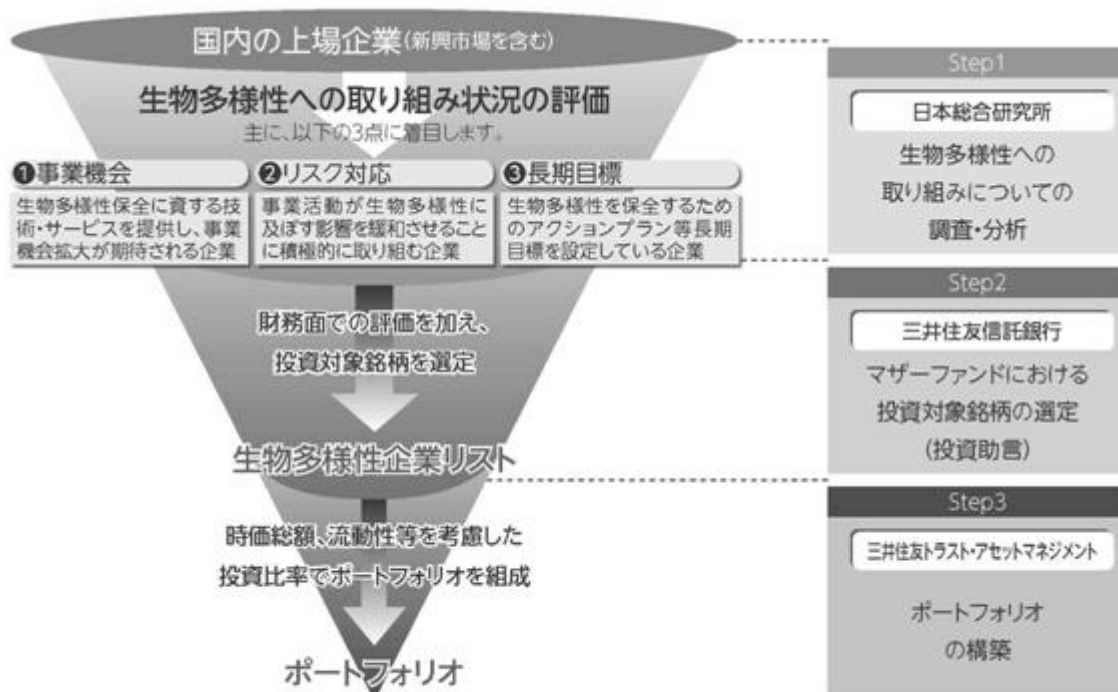 国内の上場企業(新興市場を含む)
生物多様性への取り組み状況の評価
主に、以下の3点に着目します。
❶事業機会
生物多様性保全に資する技
術・サービスを提供し、事業
機会拡大が期待される企業
❷リスク対応
事業活動が生物多様性に
及ぼす影響を緩和させること
に積極的に取り組む企業
❸長期目標
生物多様性を保全するため
のアクションプラン等長期
目標を設定している企業
財務面での評価を加え、
投資対象銘柄を選定
生物多様性企業リスト
時価総額、流動性等を考慮した
投資比率でポートフォリオを組成
ポートフォリオ
Step1
日本総合研究所
生物多様性への
取り組みについての
調査・分析
Step2
三井住友信託銀行
マザーファンドにおける
投資対象銘柄の選定
(投資助言)
Step3
三井住友トラスト・アセットマネジメント
ポートフォリオ
の構築